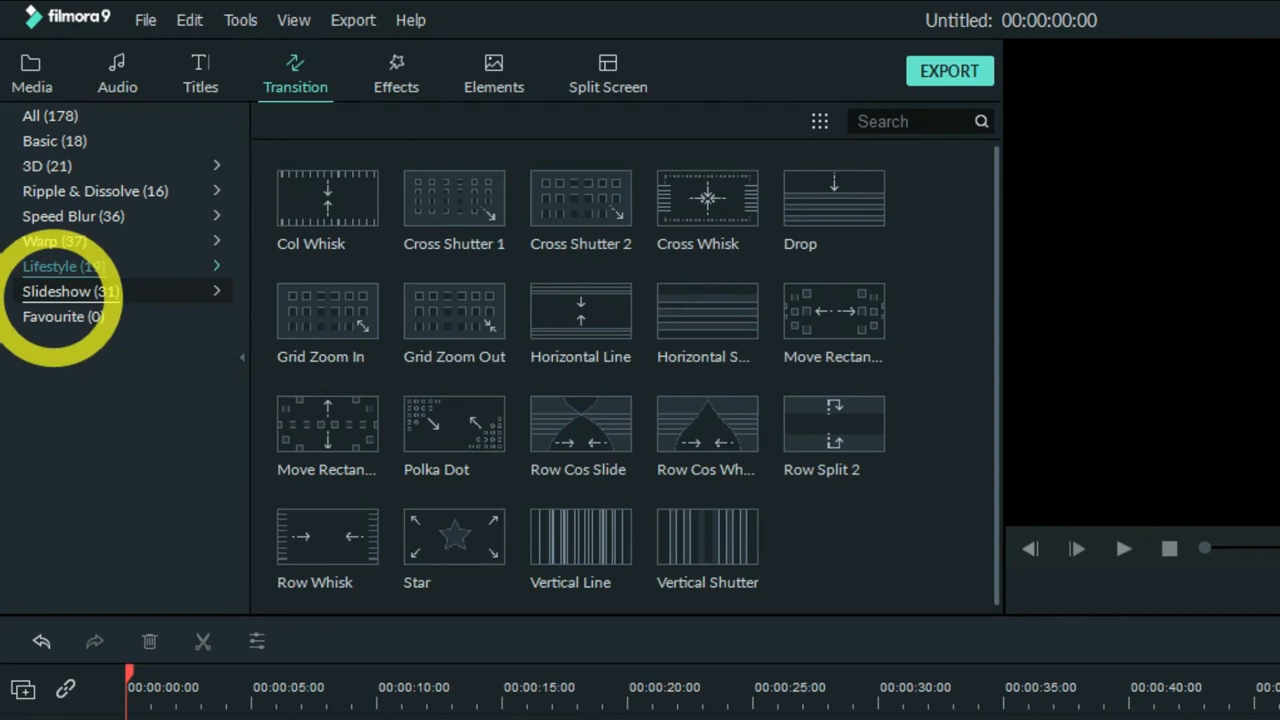 filmora9 File Edit Tools View Export Help Untitled: 00:00:00:00
Media Audio Titles Transition Effects Elements Split Screen EXPORT
All (178)
Basic (18)
3D (21)
Ripple & Dissolve (16)
Speed Blur (36)
Warp (37)
Lifestyle (19)
Slideshow (31)
Favourite (0)
Search
Col Whisk Cross Shutter 1 Cross Shutter 2 Cross Whisk Drop
Grid Zoom In Grid Zoom Out Horizontal Line Horizontal S... Move Rectan...
Move Rectan... Polka Dot Row Cos Slide Row Cos Wh... Row Split 2
Row Whisk Star Vertical Line Vertical Shutter
00:00:00:00 00:00:05:00 00:00:10:00 00:00:15:00 00:00:20:00 00:00:25:00 00:00:30:00 00:00:35:00 00:00:40:00 00:0